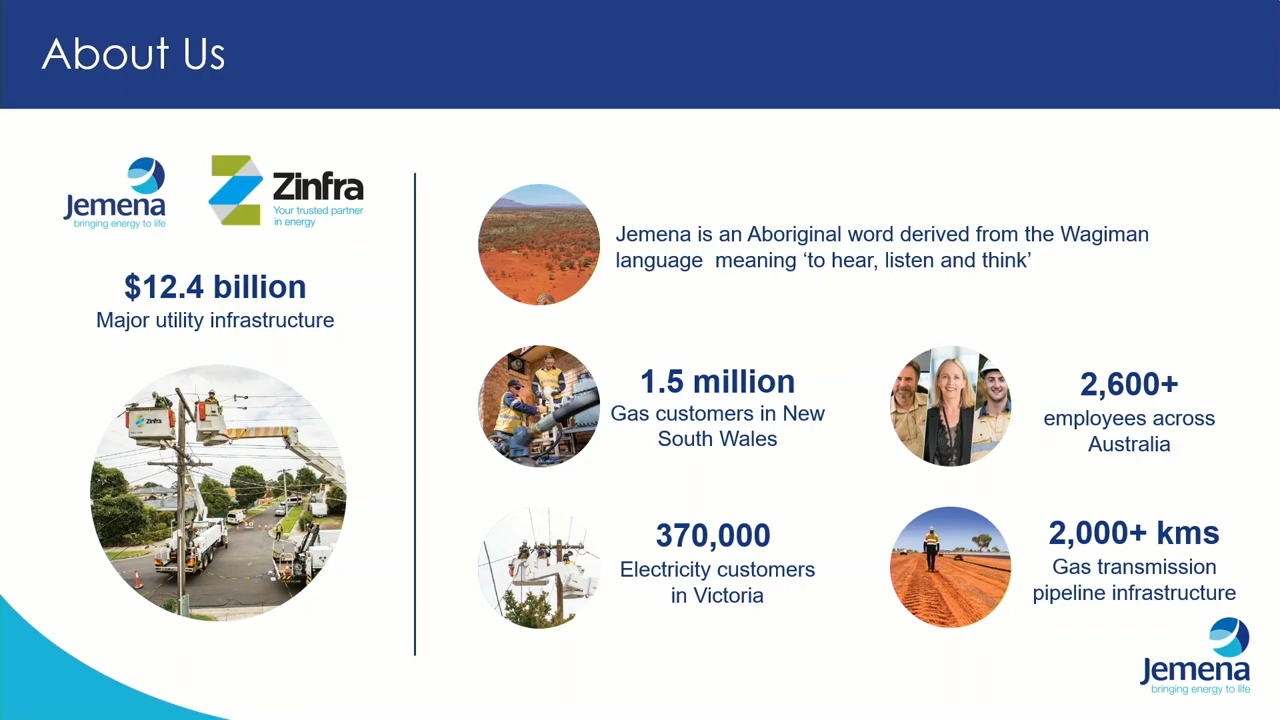 About Us
Jemena
bringing energy to life
Zinfra
Your trusted partner
in energy
$12.4 billion
Major utility infrastructure
Zinfra
Jemena is an Aboriginal word derived from the Wagiman
language  meaning ‘to hear, listen and think’
1.5 million
Gas customers in New
South Wales
2,600+
employees across
Australia
370,000
Electricity customers
in Victoria
2,000+ kms
Gas transmission
pipeline infrastructure
Jemena
bringing energy to life